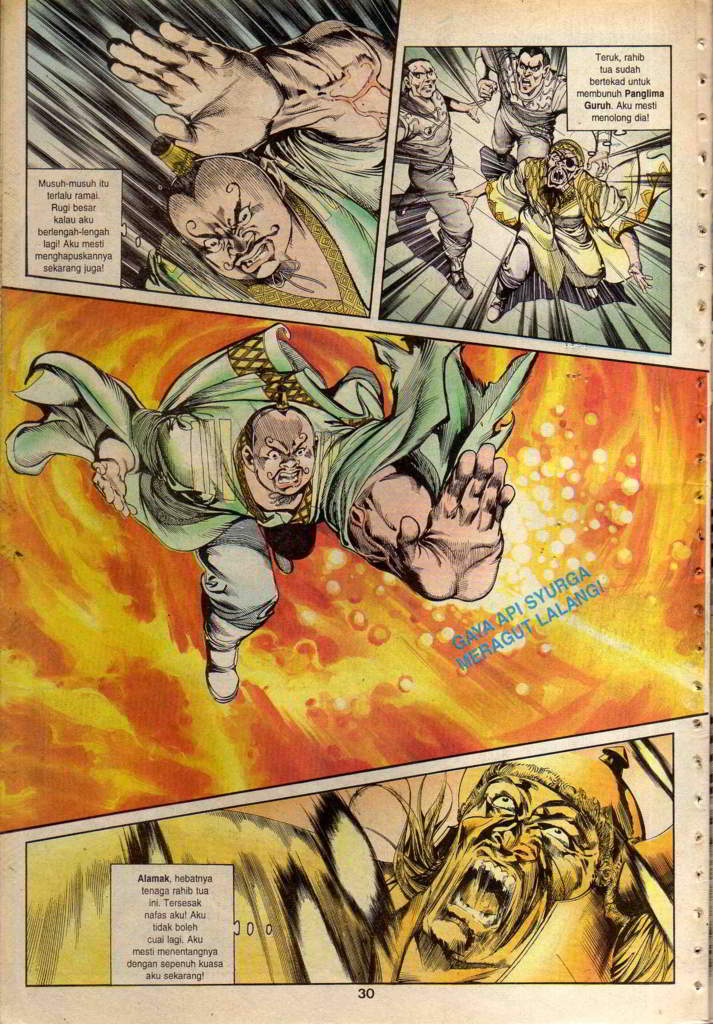 Musuh-musuh itu
terlalu ramai.
Rugi besar
kalau aku
berlengah-lengah
lagi! Aku mesti
menghapuskannya
sekarang juga!
Teruk, rahib
tua sudah
bertekad untuk
membunuh Panglima
Guruh. Aku mesti
menolong dia!
GAYA API SYURGA
MERAGUT LALANG!
Alamak, hebatnya
tenaga rahib tua
ini. Tersesak
nafas aku! Aku
tidak boleh
cuai lagi. Aku
mesti menentangnya
dengan sepenuh kuasa
aku sekarang!
30